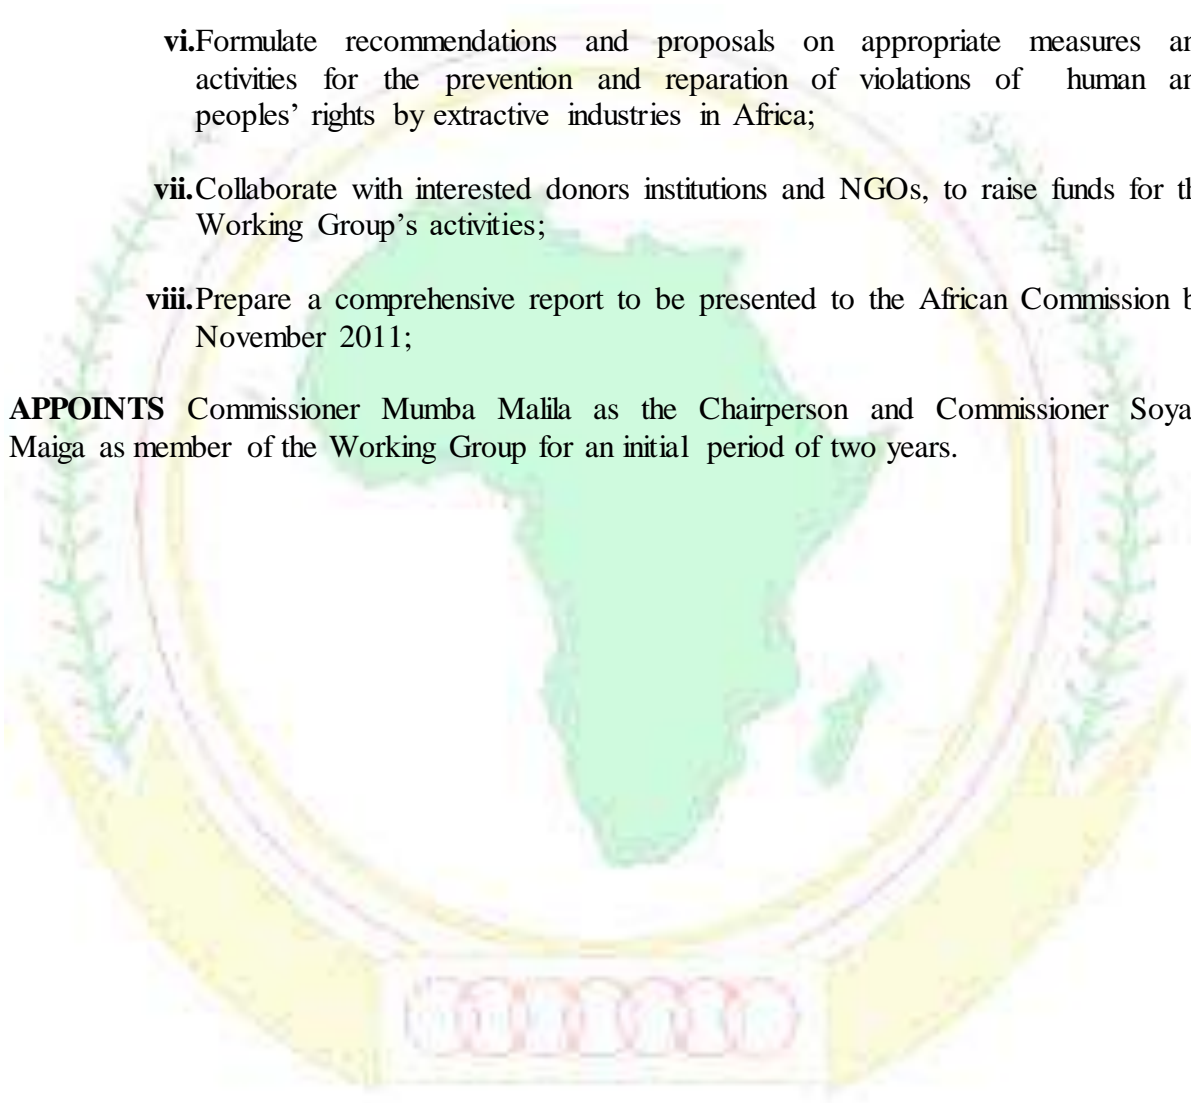 vi.Formulate recommendations and proposals on appropriate measures
activities for the prevention and reparation of violations of human
peoples’ rights by extractive industries in Africa;
vii.Collaborate with interested donors institutions and NGOs, to raise funds for
Working Group’s activities;
viii.Prepare a comprehensive report to be presented to the African Commission
November 2011;
APPOINTS Commissioner Mumba Malila as the Chairperson and Commissioner Soya
Maiga as member of the Working Group for an initial period of two years.